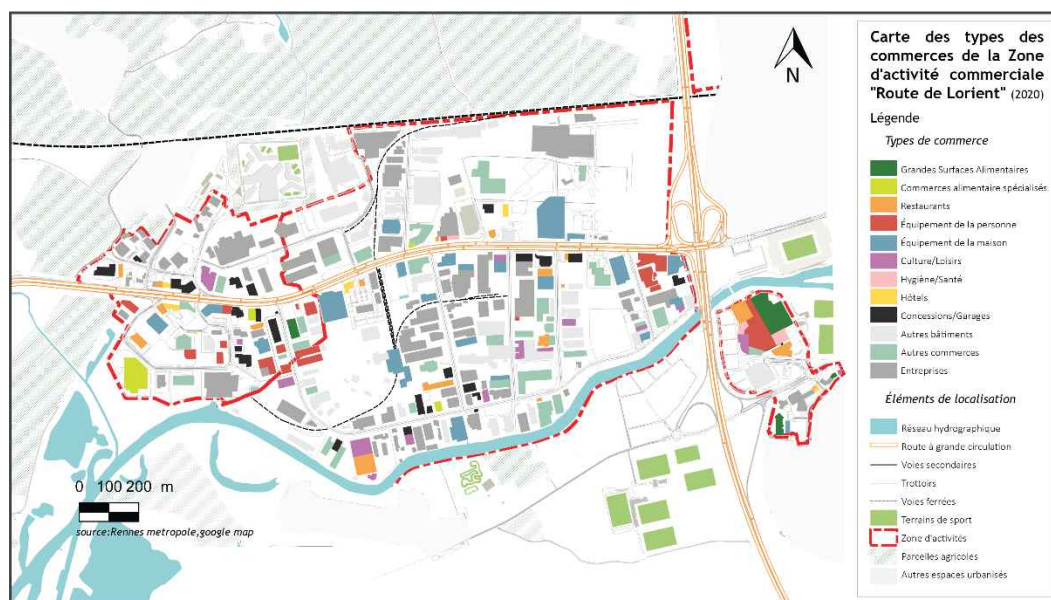 Carte des types des
commerces de la Zone
d'activité commerciale
"Route de Lorient" (2020)
Légende
Types de commerce
Grandes Surfaces Alimentaires
Commerces alimentaire spécialisés
Restaurants
Équipement de la personne
Équipement de la maison
Culture/Loisirs
Hygiène/Santé
Hôtels
Concessions/Garages
Autres bâtiments
Autres commerces
Entreprises
Éléments de localisation
Réseau hydrographique
Route à grande circulation
Voies secondaires
Trottoirs
Voies ferrées
Terrains de sport
Zone d'activités
Parcelles agricoles
Autres espaces urbanisés
N
0 100 200 m
source:Rennes metropole,google map